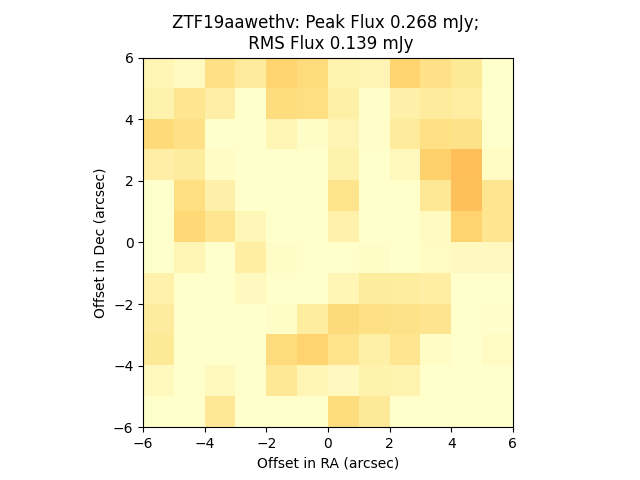 ZTF19aawethv: Peak Flux 0.268 mJy;
RMS Flux 0.139 mJy
6
4
2
0
−2
−4
−6
Offset in Dec (arcsec)
−6 −4 −2 0 2 4 6
Offset in RA (arcsec)